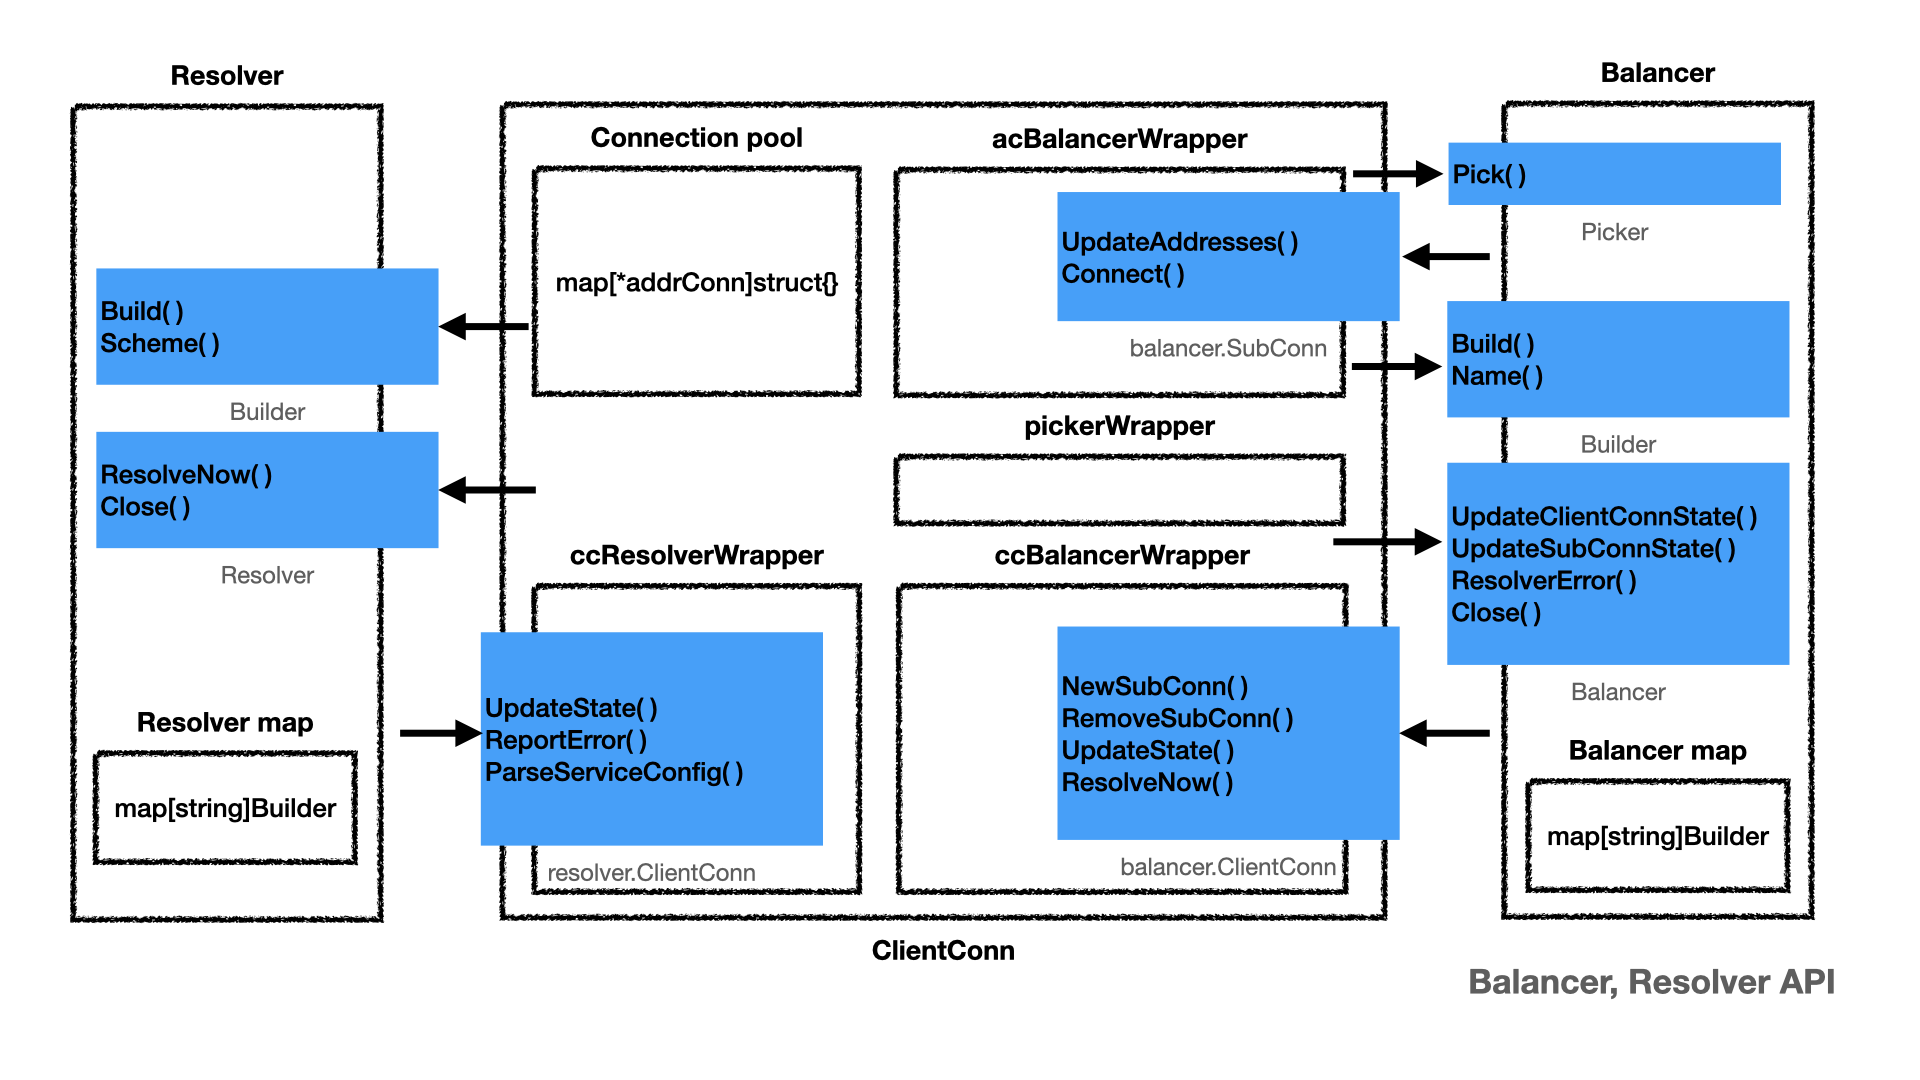 Resolver
Build( )
Scheme( )
Builder
ResolveNow( )
Close( )
Resolver
Resolver map
map[string]Builder
Connection pool
map[*addrConn]struct{}
ccResolverWrapper
UpdateState( )
ReportError( )
ParseServiceConfig( )
resolver.ClientConn
acBalancerWrapper
UpdateAddresses( )
Connect( )
balancer.SubConn
pickerWrapper
ccBalancerWrapper
NewSubConn( )
RemoveSubConn( )
UpdateState( )
ResolveNow( )
balancer.ClientConn
ClientConn
Balancer
Pick( )
Picker
Build( )
Name( )
Builder
UpdateClientConnState( )
UpdateSubConnState( )
ResolverError( )
Close( )
Balancer
Balancer map
map[string]Builder
Balancer, Resolver API